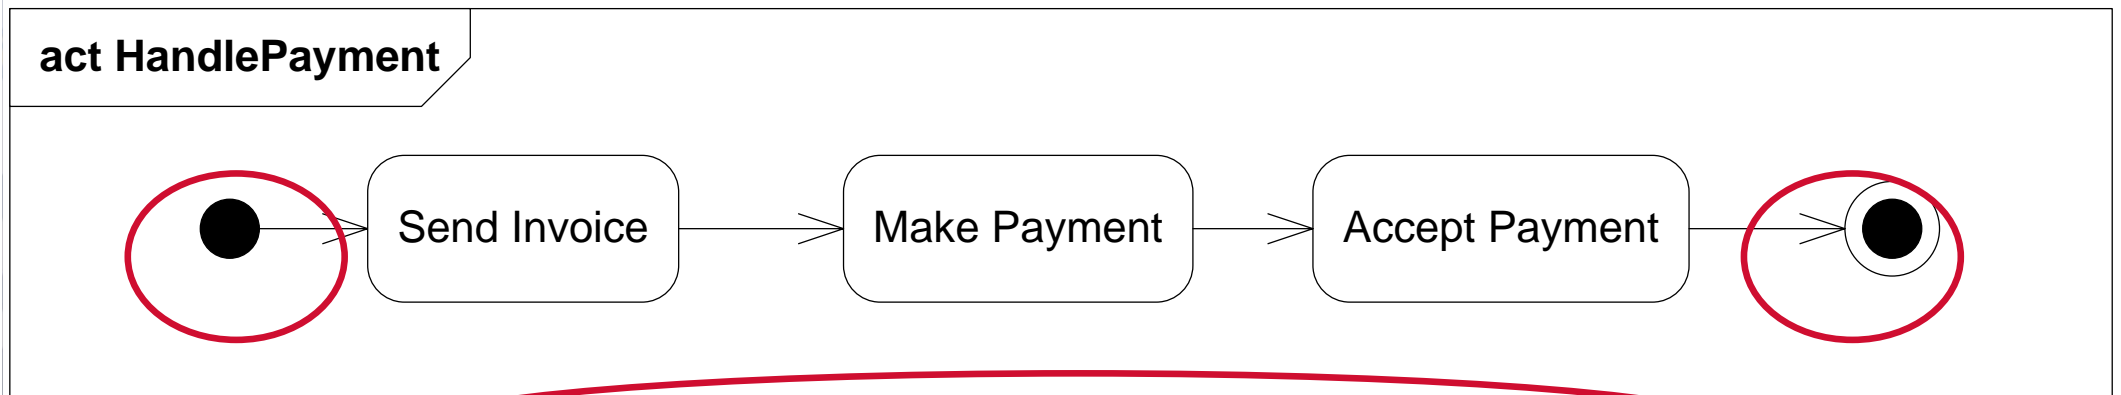 act HandlePayment
Send Invoice
Make Payment
Accept Payment